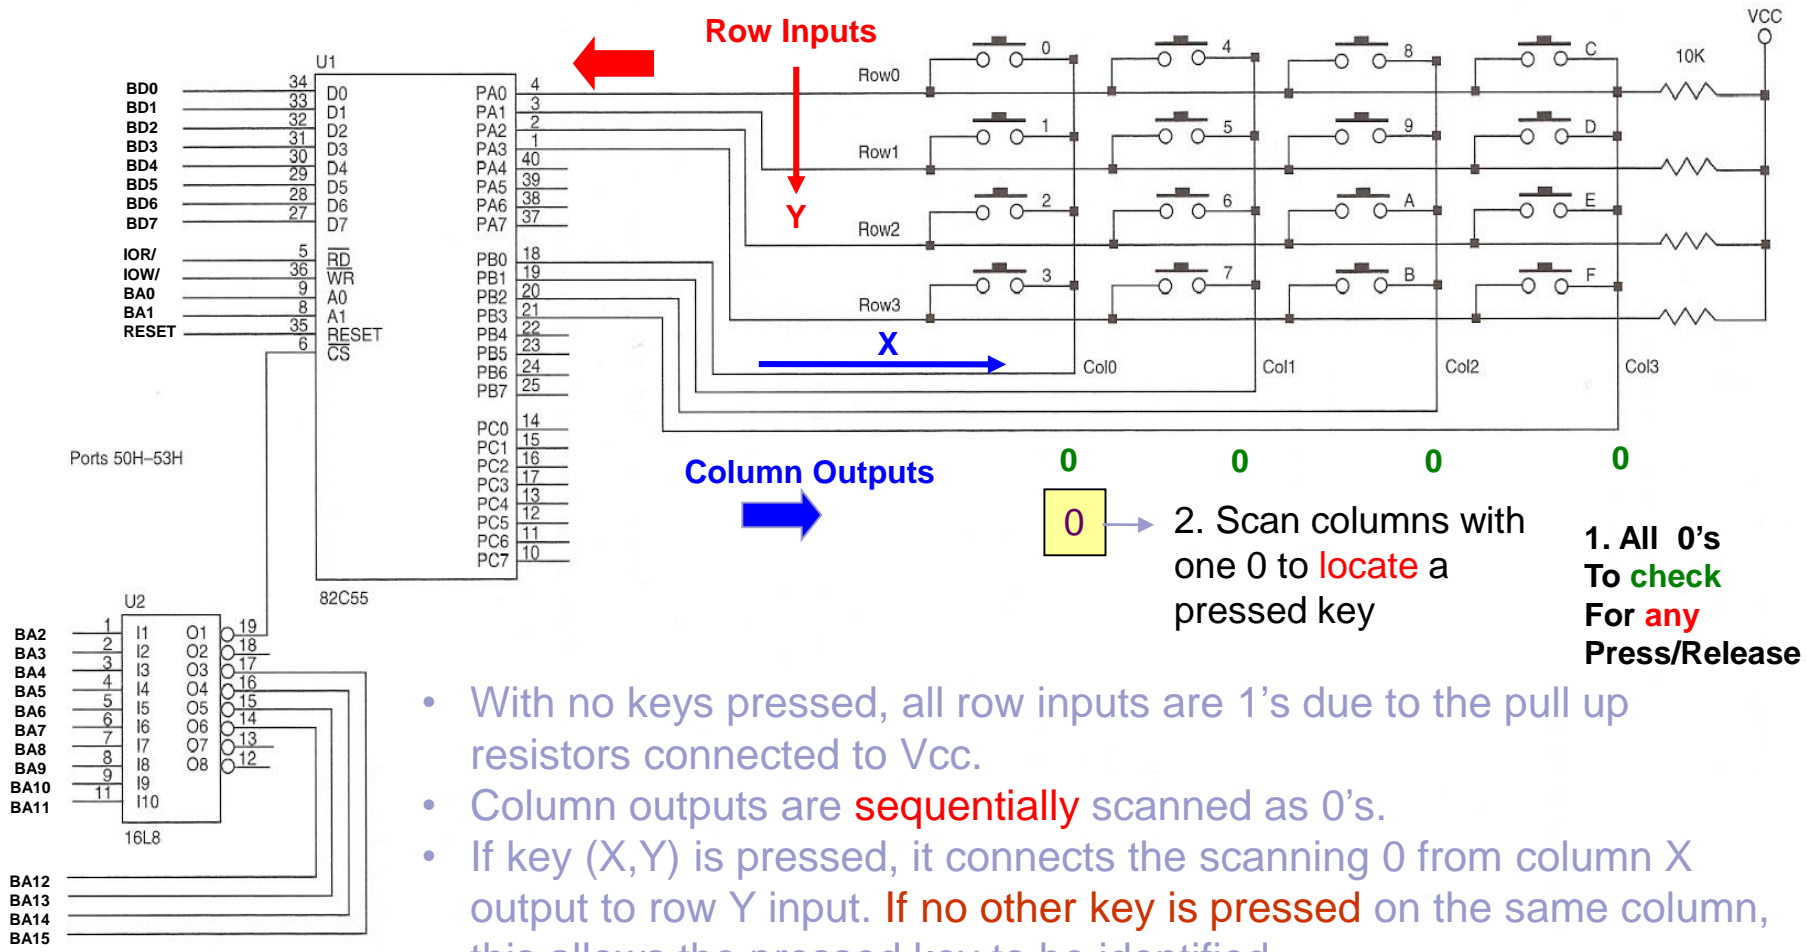 Row Inputs
VCC
10K
U1
BD0 34 D0 PA0 4 Row0 0 4 8 C
BD1 33 D1 PA1 3
BD2 32 D2 PA2 2
BD3 31 D3 PA3 1 Row1 1 5 9 D
BD4 30 D4 PA4 40
BD5 29 D5 PA5 39
BD6 28 D6 PA6 38
BD7 27 D7 PA7 37
Y
Row2 2 6 A E
IOR/ 5 RD PB0 18
IOW/ 36 WR PB1 19
BA0 9 A0 PB2 20
BA1 8 A1 PB3 21
RESET 35 RESET PB4 22
6 CS PB5 23
PB6 24
PB7 25
Row3 3 7 B F
X
Col0 Col1 Col2 Col3
PC0 14
PC1 15
PC2 16
PC3 17
PC4 13
PC5 12
PC6 11
PC7 10
82C55
Ports 50H–53H
Column Outputs
0 0 0 0
0
2. Scan columns with
one 0 to locate a
pressed key
1. All 0's
To check
For any
Press/Release
U2
BA2 1 I1 O1 19
BA3 2 I2 O2 18
BA4 3 I3 O3 17
BA5 4 I4 O4 16
BA6 5 I5 O5 15
BA7 6 I6 O6 14
BA8 7 I7 O7 13
BA9 8 I8 O8 12
BA10 9 I9
BA11 11 I10
16L8
BA12
BA13
BA14
BA15
• With no keys pressed, all row inputs are 1's due to the pull up
resistors connected to Vcc.
• Column outputs are sequentially scanned as 0's.
• If key (X,Y) is pressed, it connects the scanning 0 from column X
output to row Y input. If no other key is pressed on the same column,
this allows the pressed key to be identified